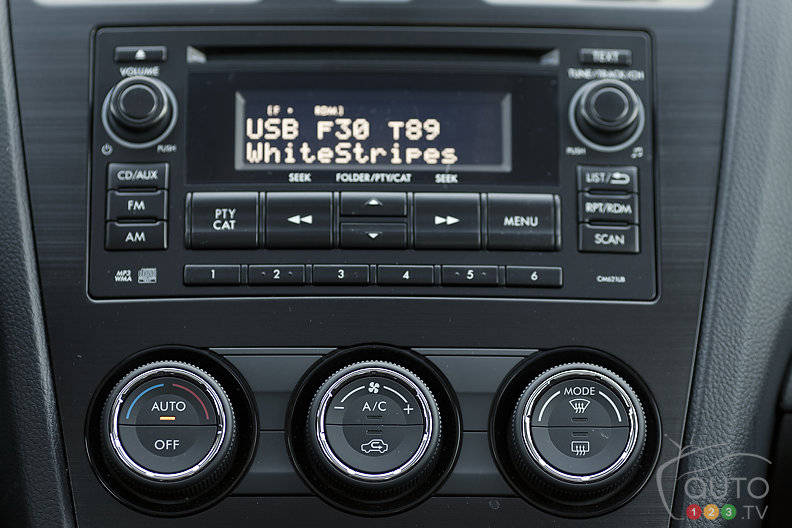 VOLUME
TEXT
TUNE/TRACK/CH
[F • RDM]
USB F30 T89
WhiteStripes
PUSH
PUSH
SEEK FOLDER/PTY/CAT SEEK
CD/AUX
LIST/
FM
PTY CAT
MENU
RPT/RDM
AM
SCAN
MP3
WMA
1 2 3 4 5 6
CM621UB
AUTO
OFF
- A/C +
MODE
OUTO
123.TV